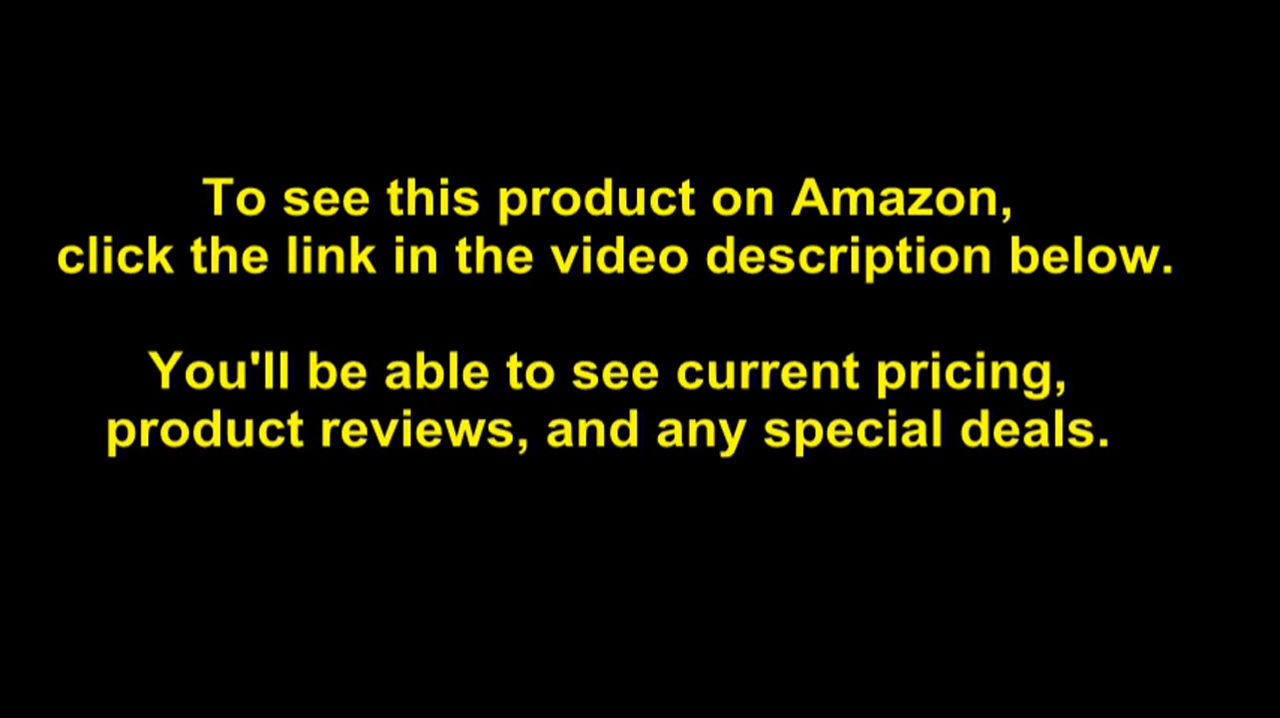 To see this product on Amazon,
click the link in the video description below.
You'll be able to see current pricing,
product reviews, and any special deals.